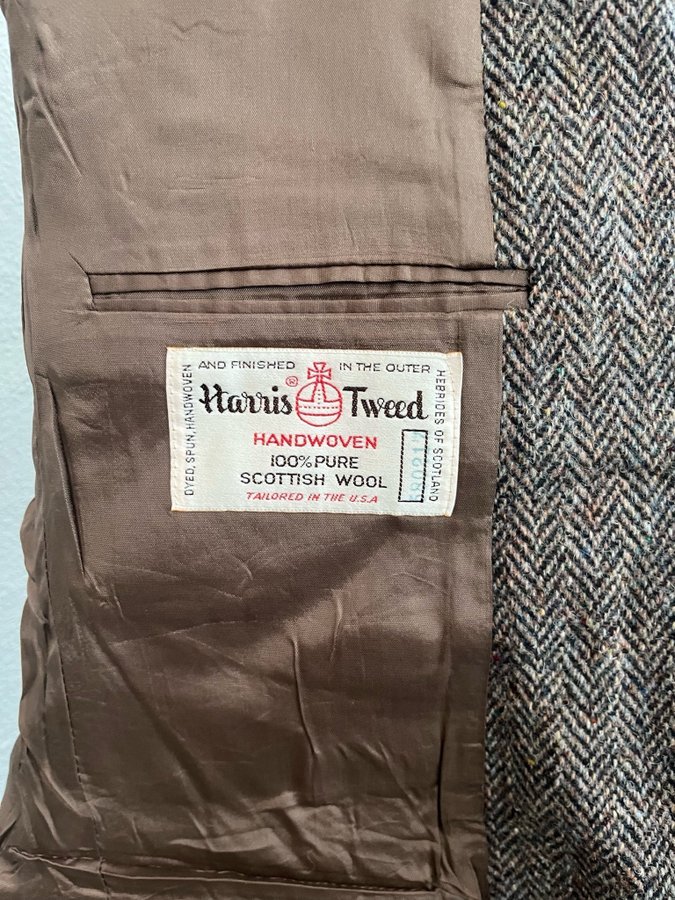 DYED, SPUN, HANDWOVEN
AND FINISHED IN THE OUTER
HEBRIDES OF SCOTLAND
Harris ® Tweed
HANDWOVEN
100% PURE
SCOTTISH WOOL
TAILORED IN THE U.S.A